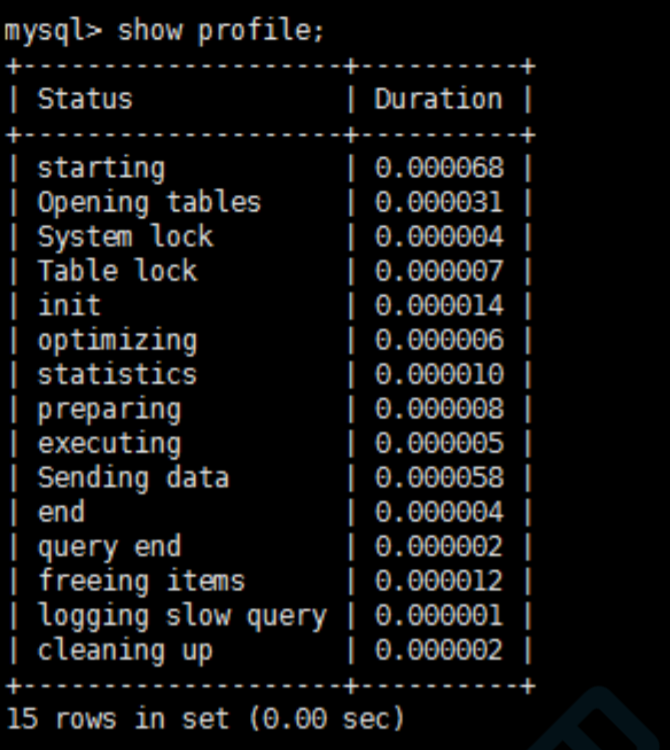 mysql> show profile;
+---------------------+----------+
| Status              | Duration |
+---------------------+----------+
| starting            | 0.000068 |
| Opening tables      | 0.000031 |
| System lock         | 0.000004 |
| Table lock          | 0.000007 |
| init                | 0.000014 |
| optimizing          | 0.000006 |
| statistics          | 0.000010 |
| preparing           | 0.000008 |
| executing           | 0.000005 |
| Sending data        | 0.000058 |
| end                 | 0.000004 |
| query end           | 0.000002 |
| freeing items       | 0.000012 |
| logging slow query  | 0.000001 |
| cleaning up         | 0.000002 |
+---------------------+----------+
15 rows in set (0.00 sec)